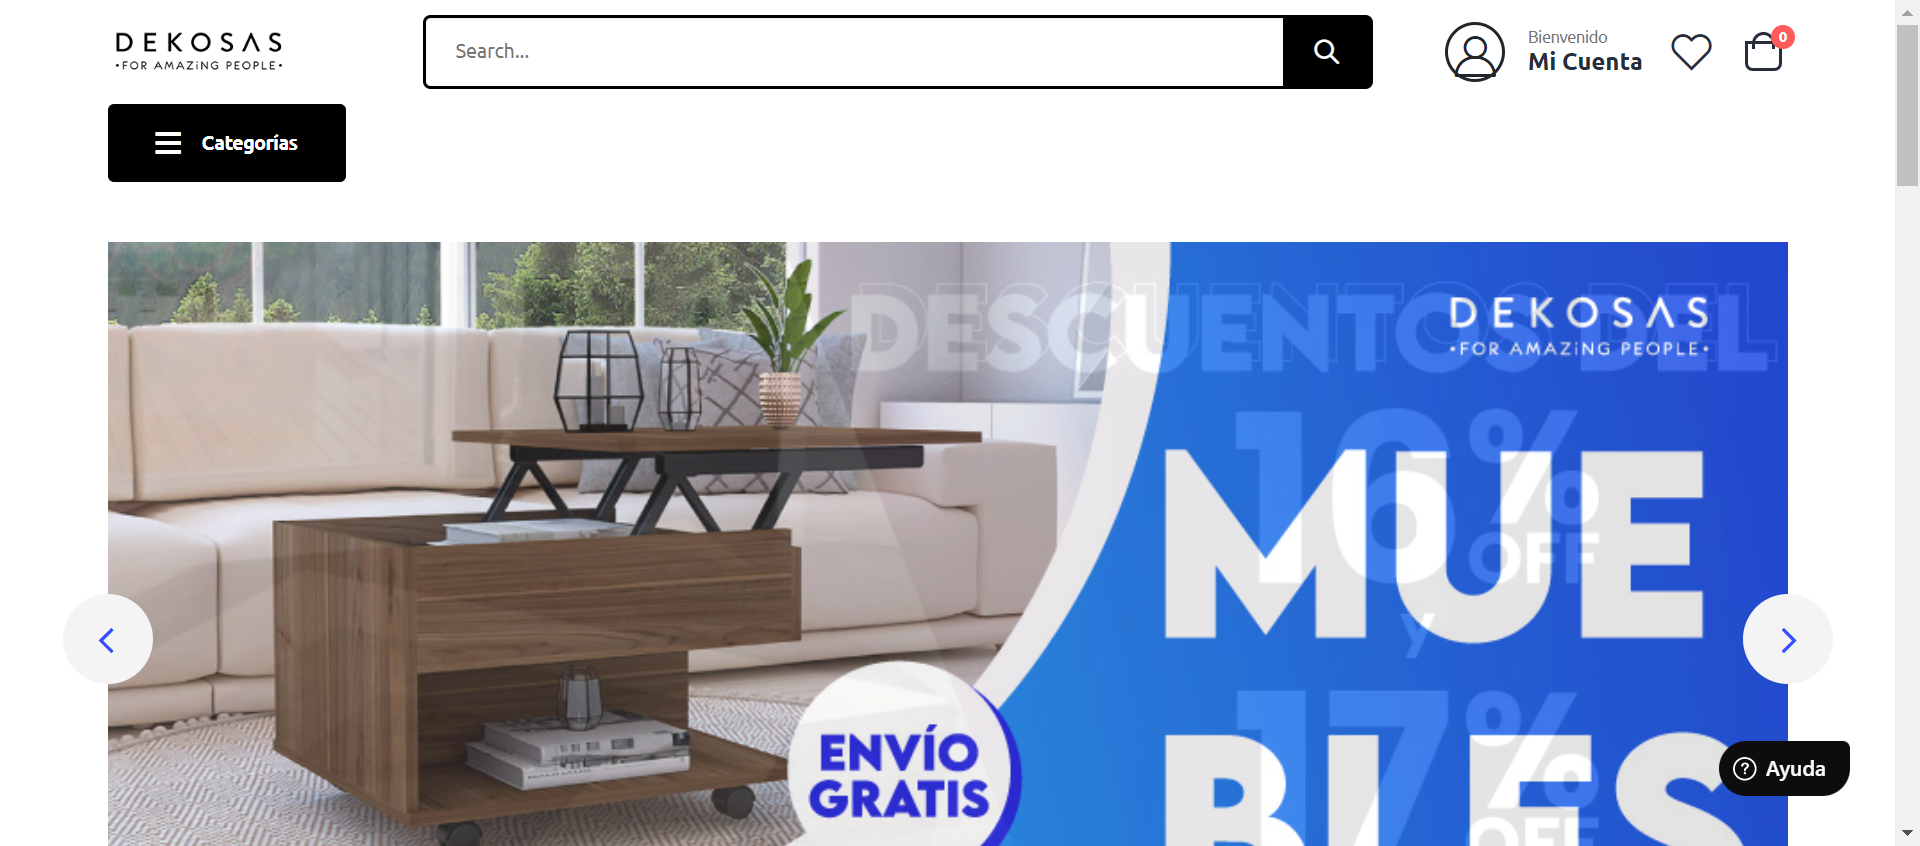 DEKOSAS
•FOR AMAZiNG PEOPLE•
Search...
Bienvenido
Mi Cuenta
0
Categorías
DESCUENTOS DEL
DEKOSAS
•FOR AMAZiNG PEOPLE•
16%
OFF
MUE
y
17%
OFF
BLES
ENVÍO
GRATIS
Ayuda